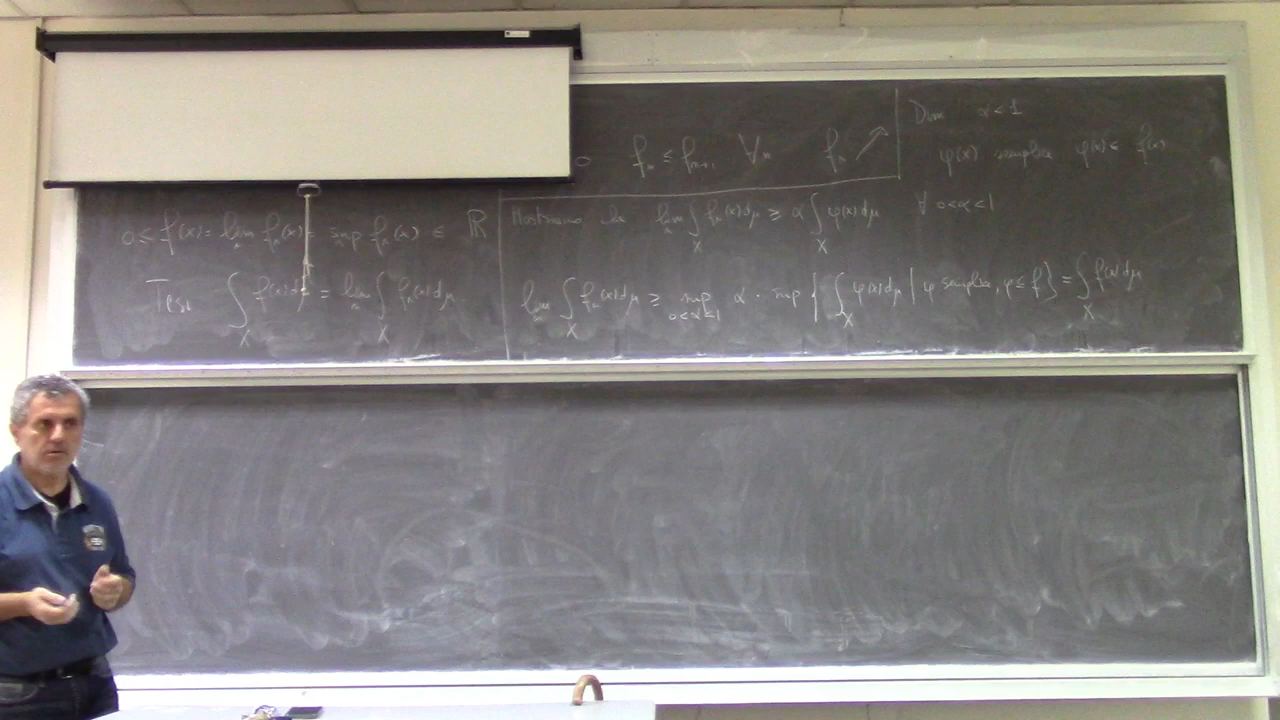 0 f_n ≤ f_{n+1} ∀n f_n ↗
0 ≤ f(x) = lim_n f_n(x) = sup_n f_n(x) ∈ ℝ
Tesi ∫_X f(x)dμ = lim_n ∫_X f_n(x)dμ
Dim α<1
φ(x) semplice φ(x) ≤ f(x)
Mostriamo che lim_n ∫_X f_n(x)dμ ≥ α ∫_X φ(x)dμ ∀ 0<α<1
lim_n ∫_X f_n(x)dμ ≥ sup_{0<α<1} α · sup { ∫_X φ(x)dμ | φ semplice, φ ≤ f } = ∫_X f(x)dμ